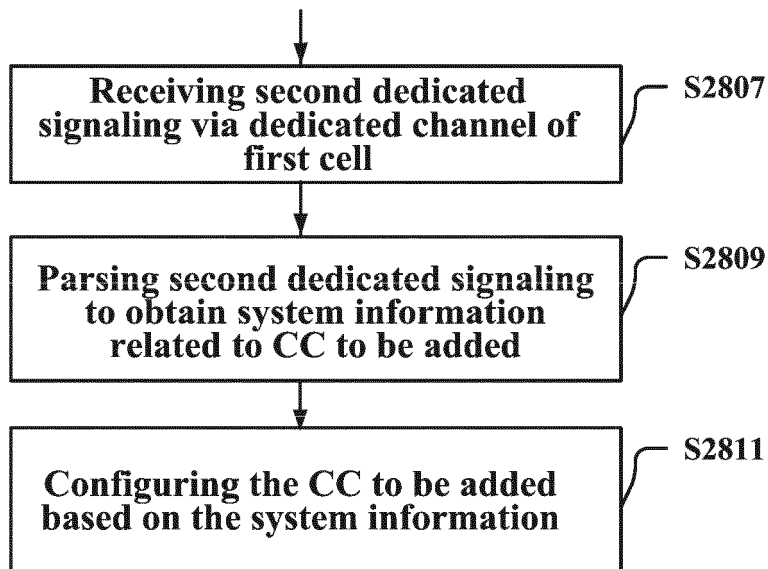 Receiving second dedicated
signaling via dedicated channel of
first cell
S2807
Parsing second dedicated signaling
to obtain system information
related to CC to be added
S2809
Configuring the CC to be added
based on the system information
S2811